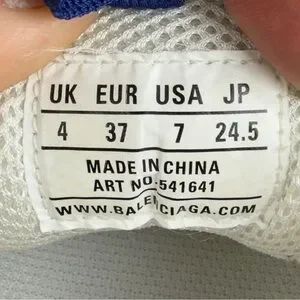 UK EUR USA JP
4 37 7 24.5
MADE IN CHINA
ART NO:541641
WWW.BALENCIAGA.COM